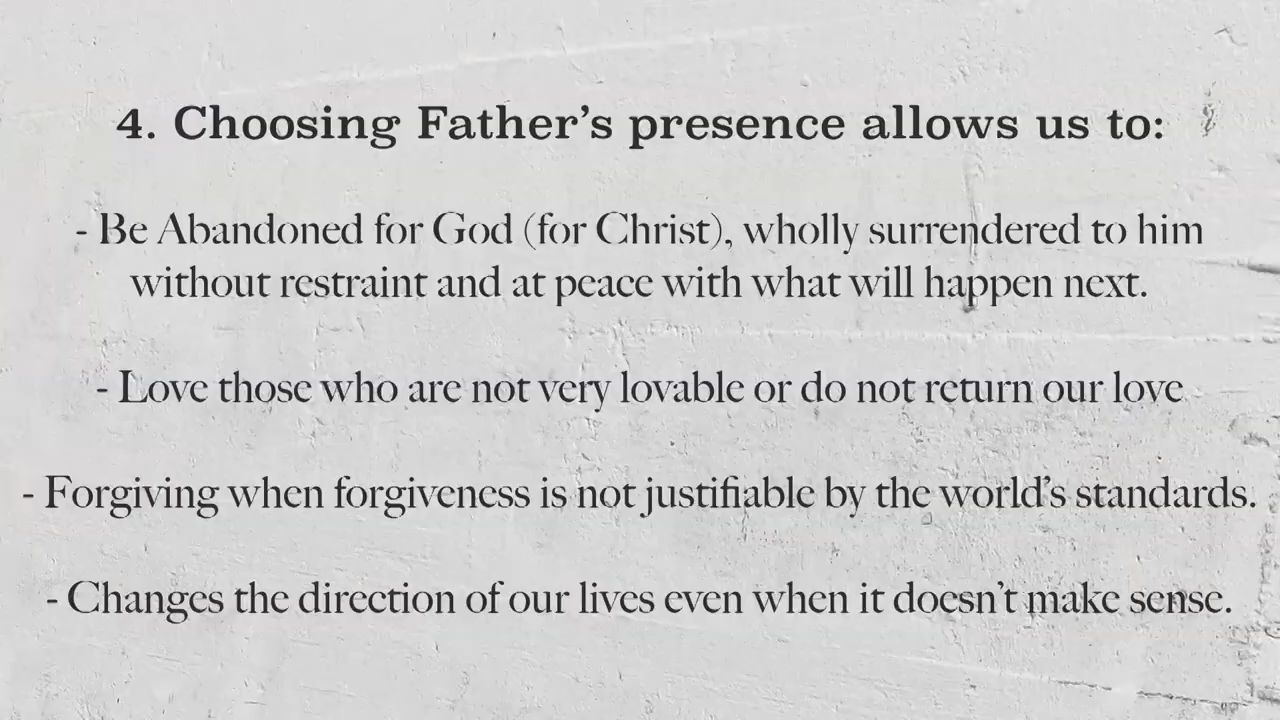 4. Choosing Father’s presence allows us to:
- Be Abandoned for God (for Christ), wholly surrendered to him
without restraint and at peace with what will happen next.
- Love those who are not very lovable or do not return our love
- Forgiving when forgiveness is not justifiable by the world’s standards.
- Changes the direction of our lives even when it doesn’t make sense.